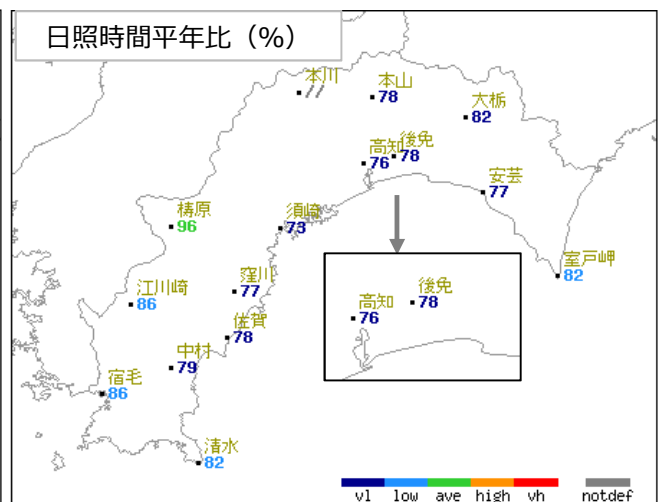 日照時間平年比（%）
本川
//
本山
78
大栃
82
高知
76
後免
78
安芸
77
梼原
96
須崎
73
室戸岬
82
江川崎
86
窪川
77
佐賀
78
高知
76
後免
78
中村
79
宿毛
86
清水
82
vl low ave high vh notdef